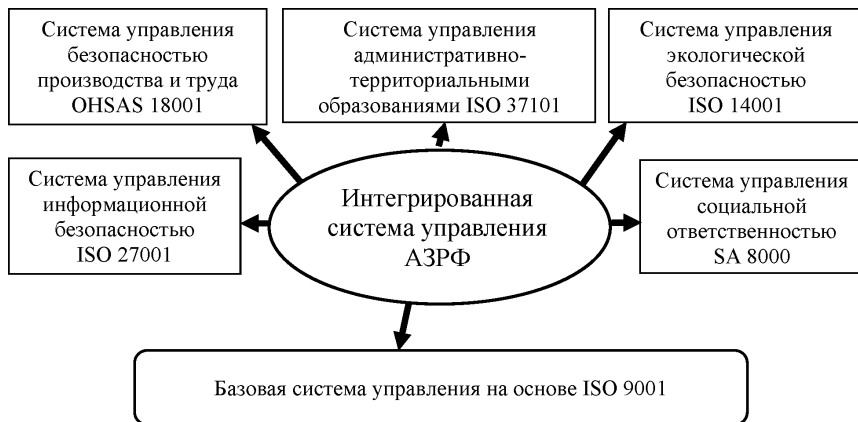 Система управления
безопасностью
производства и труда
OHSAS 18001
Система управления
административно-
территориальными
образованиями ISO 37101
Система управления
экологической
безопасностью
ISO 14001
Система управления
информационной
безопасностью
ISO 27001
Интегрированная
система управления
АЗРФ
Система управления
социальной
ответственностью
SA 8000
Базовая система управления на основе ISO 9001